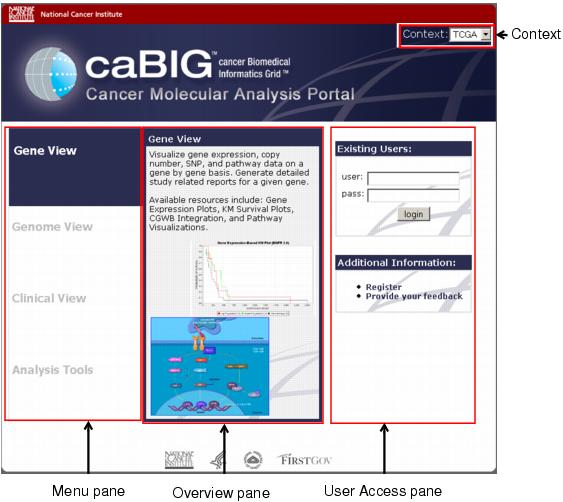 National Cancer Institute
Context: TCGA
Context
caBIG™ cancer Biomedical
Informatics Grid™
Cancer Molecular Analysis Portal
Gene View
Genome View
Clinical View
Analysis Tools
Gene View
Visualize gene expression, copy
number, SNP, and pathway data on a
gene by gene basis. Generate detailed
study related reports for a given gene.
Available resources include: Gene
Expression Plots, KM Survival Plots,
CGWB Integration, and Pathway
Visualizations.
Existing Users:
user:
pass:
login
Additional Information:
Register
Provide your feedback
NATIONAL
CANCER
INSTITUTE
FIRSTGOV
Menu pane
Overview pane
User Access pane